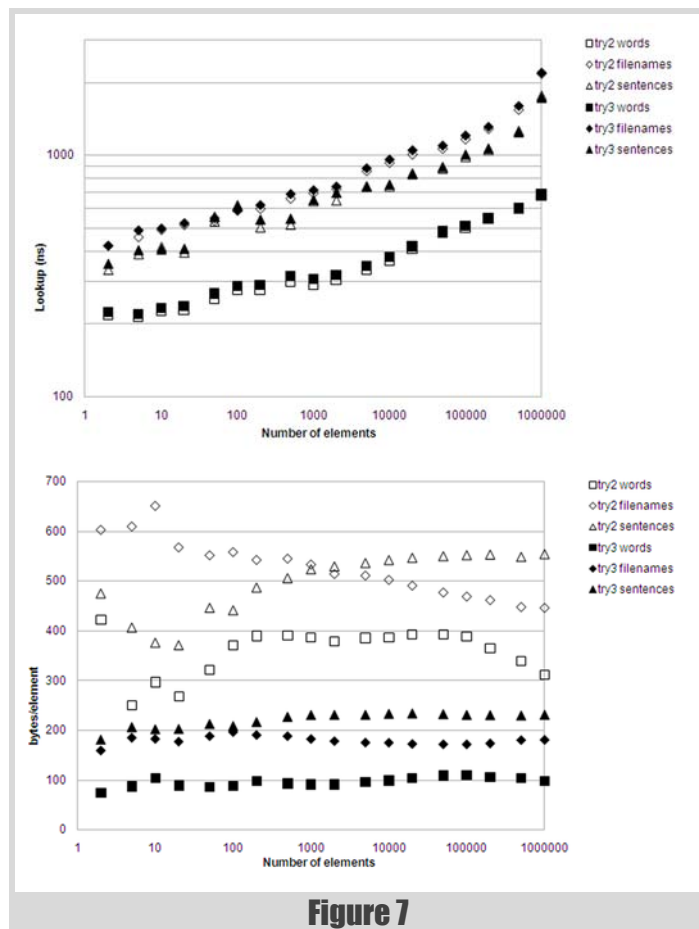 try2 words
try2 filenames
try2 sentences
try3 words
try3 filenames
try3 sentences
1000
100
Lookup (ns)
1 10 100 1000 10000 100000 1000000
Number of elements
700
600
500
400
300
200
100
0
bytes/element
1 10 100 1000 10000 100000 1000000
Number of elements
try2 words
try2 filenames
try2 sentences
try3 words
try3 filenames
try3 sentences
Figure 7